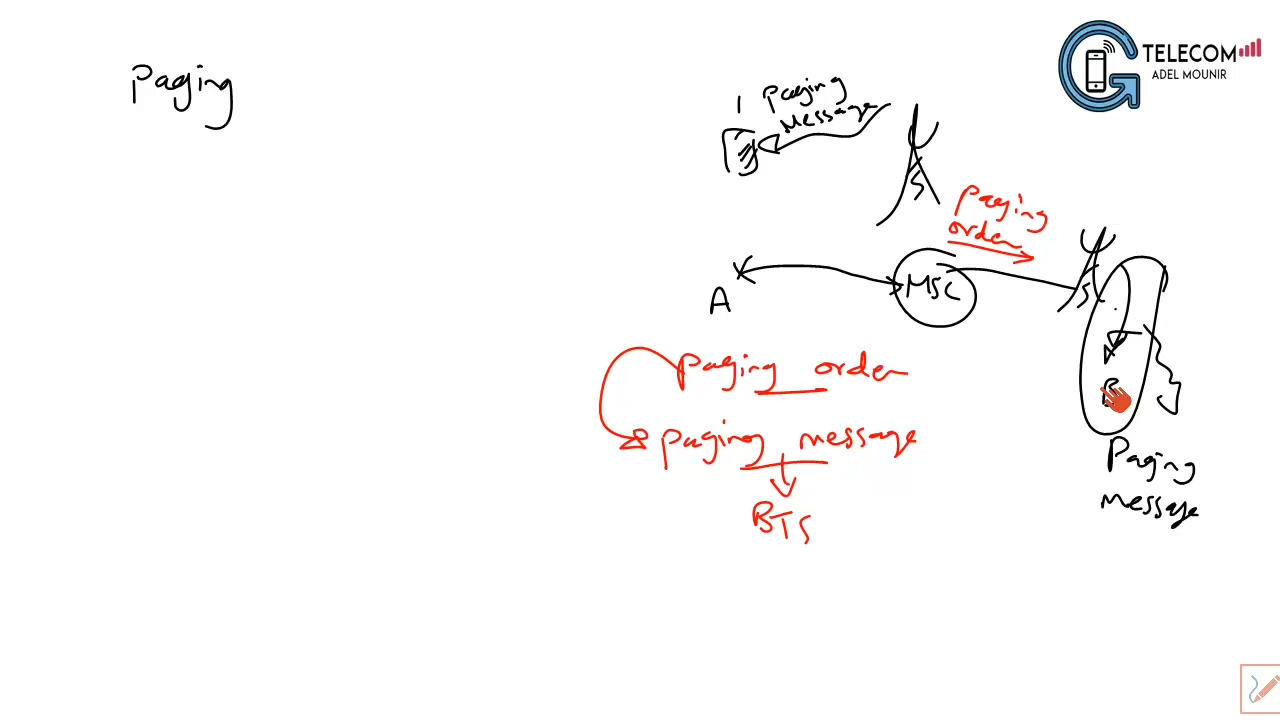 Paging
TELECOM
ADEL MOUNIR
1 Paging
Message
Paging
order
A
MSC
Paging order
Paging message
BTS
B
Paging
message